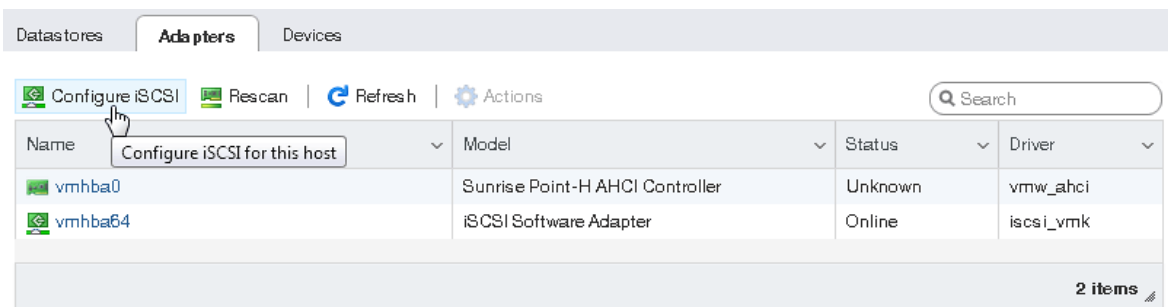 Datastores Adapters Devices
Configure iSCSI Rescan Refresh Actions Search
Name Model Status Driver
Configure iSCSI for this host
vmhba0 Sunrise Point-H AHCI Controller Unknown vmw_ahci
vmhba64 iSCSI Software Adapter Online iscsi_vmk
2 items